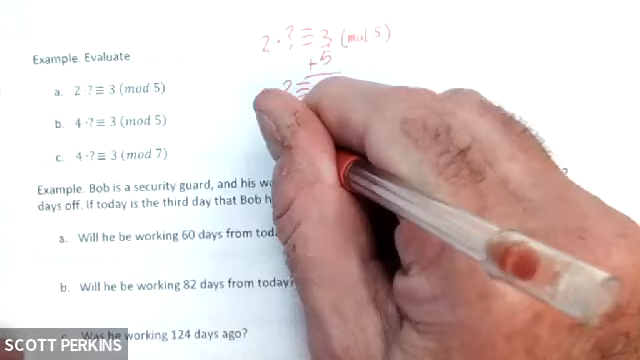 2 · ? ≡ 3 (mul 5)
+5
2 ≡
Example. Evaluate
a. 2 ·? ≡ 3 (mod 5)
b. 4 ·? ≡ 3 (mod 5)
c. 4 ·? ≡ 3 (mod 7)
Example. Bob is a security guard, and his
days off. If today is the third day that Bob
a. Will he be working 60 days from
b. Will he be working 82 days from today?
c. Was he working 124 days ago?
SCOTT PERKINS